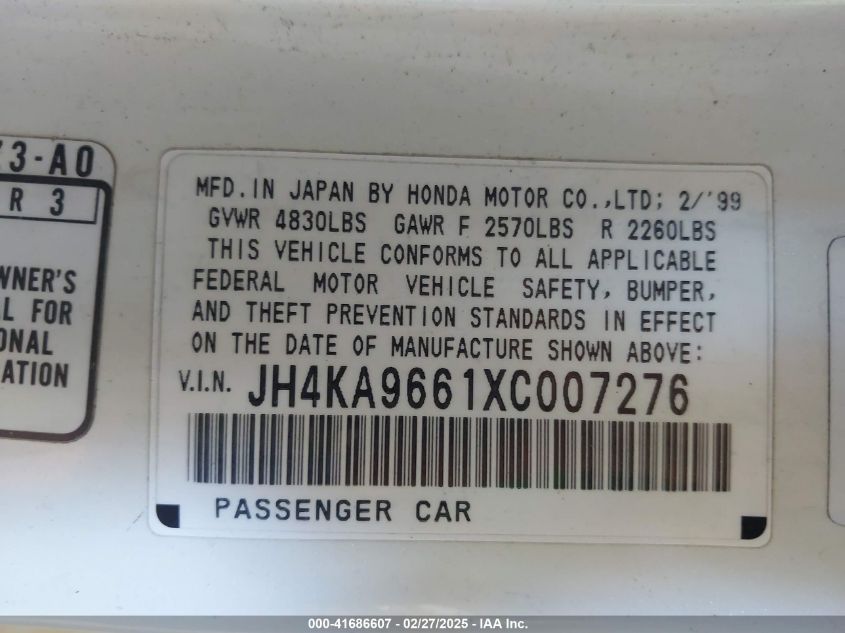 3-A0
R 3
WNER'S
L FOR
ONAL
ATION
MFD.IN JAPAN BY HONDA MOTOR CO.,LTD; 2/'99
GVWR 4830LBS GAWR F 2570LBS R 2260LBS
THIS VEHICLE CONFORMS TO ALL APPLICABLE
FEDERAL MOTOR VEHICLE SAFETY, BUMPER,
AND THEFT PREVENTION STANDARDS IN EFFECT
ON THE DATE OF MANUFACTURE SHOWN ABOVE:
V.I.N. JH4KA9661XC007276
PASSENGER CAR
000-41686607 - 02/27/2025 - IAA Inc.